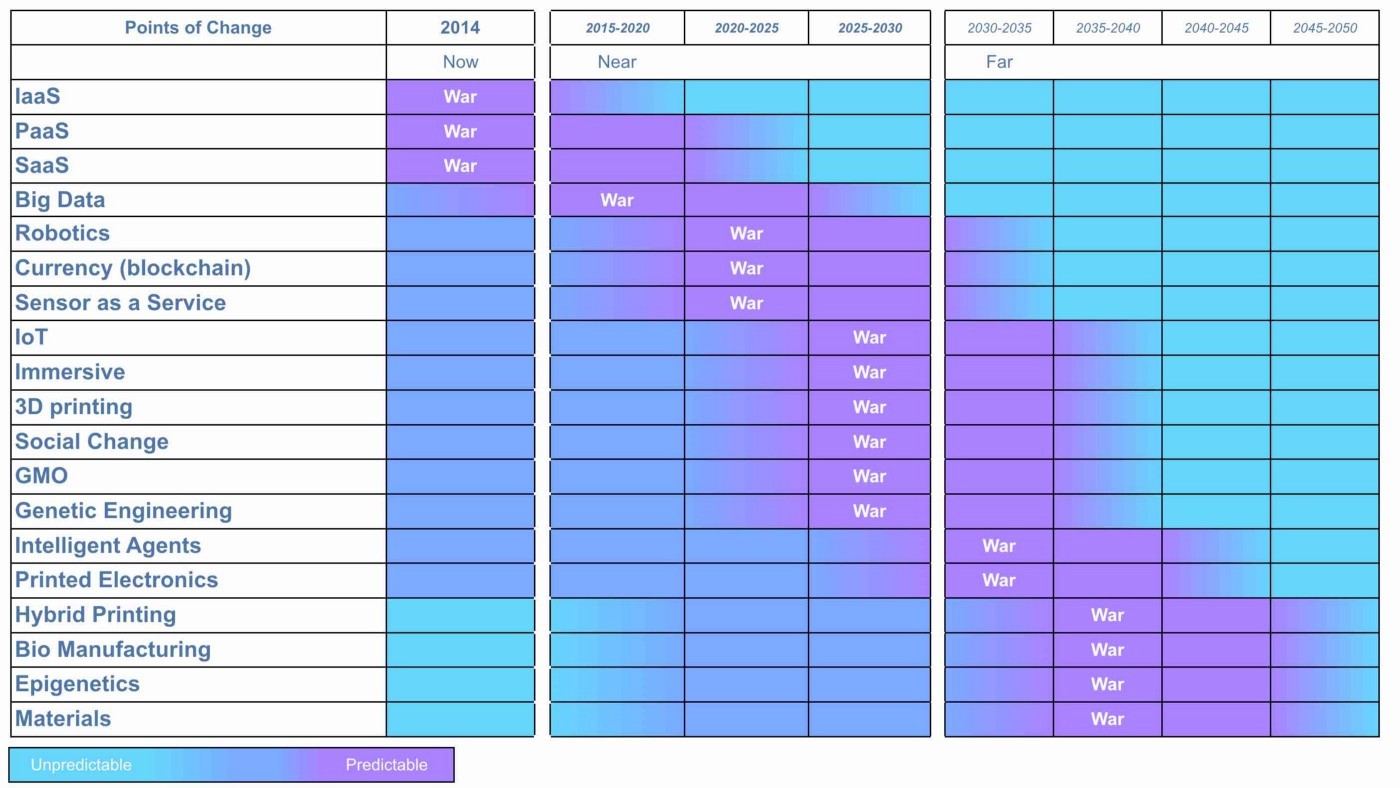 Points of Change 2014 2015-2020 2020-2025 2025-2030 2030-2035 2035-2040 2040-2045 2045-2050
Now Near Far
IaaS War
PaaS War
SaaS War
Big Data War
Robotics War
Currency (blockchain) War
Sensor as a Service War
IoT War
Immersive War
3D printing War
Social Change War
GMO War
Genetic Engineering War
Intelligent Agents War
Printed Electronics War
Hybrid Printing War
Bio Manufacturing War
Epigenetics War
Materials War
Unpredictable Predictable